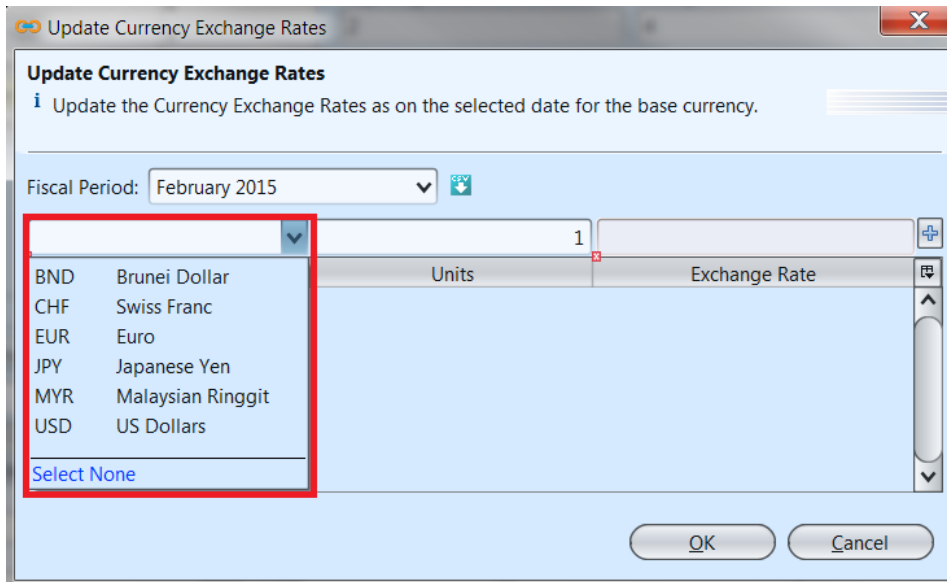 Update Currency Exchange Rates
Update Currency Exchange Rates
i Update the Currency Exchange Rates as on the selected date for the base currency.
Fiscal Period: February 2015
1
Units Exchange Rate
BND Brunei Dollar
CHF Swiss Franc
EUR Euro
JPY Japanese Yen
MYR Malaysian Ringgit
USD US Dollars
Select None
OK Cancel